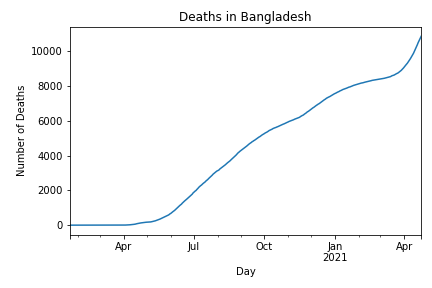 Deaths in Bangladesh
Number of Deaths
10000
8000
6000
4000
2000
0
Apr
Jul
Oct
Jan
2021
Apr
Day